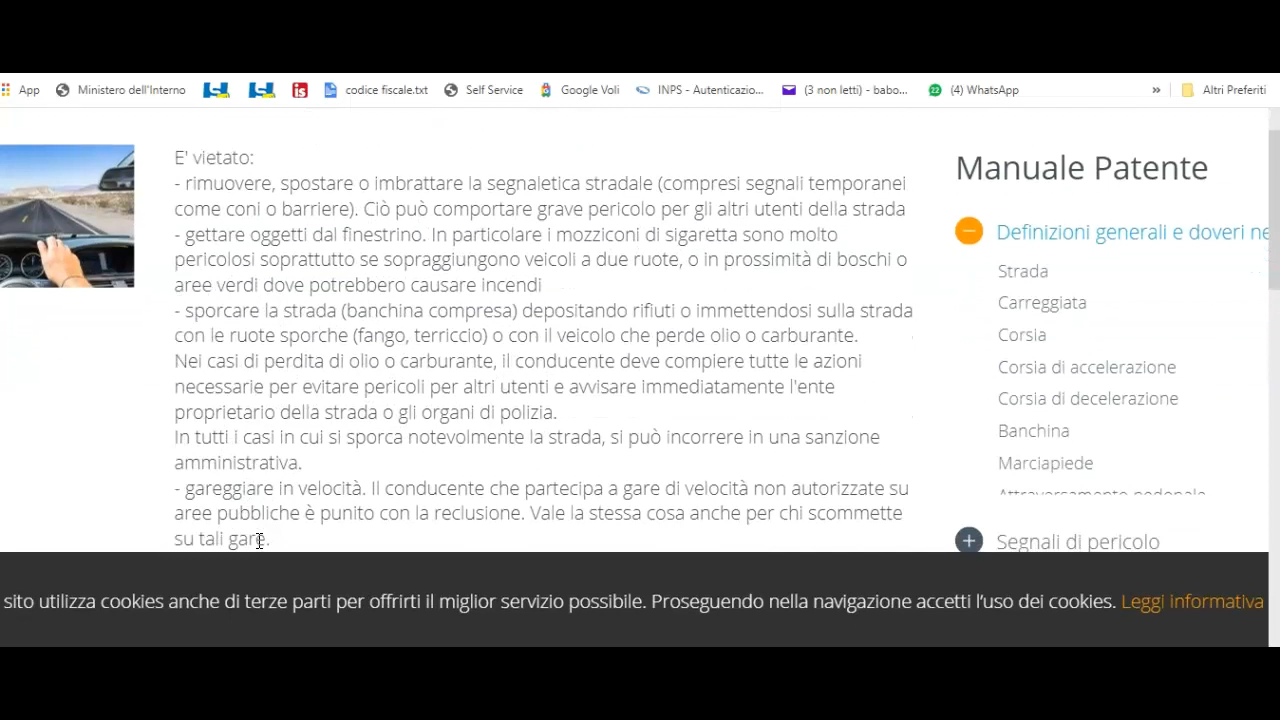 App
Ministero dell'Interno
is
codice fiscale.txt
Self Service
Google Voli
INPS - Autenticazio...
(3 non letti) - babo...
22
(4) WhatsApp
»
Altri Preferiti
E' vietato:
- rimuovere, spostare o imbrattare la segnaletica stradale (compresi segnali temporanei
come coni o barriere). Ciò può comportare grave pericolo per gli altri utenti della strada
- gettare oggetti dal finestrino. In particolare i mozziconi di sigaretta sono molto
pericolosi soprattutto se sopraggiungono veicoli a due ruote, o in prossimità di boschi o
aree verdi dove potrebbero causare incendi
- sporcare la strada (banchina compresa) depositando rifiuti o immettendosi sulla strada
con le ruote sporche (fango, terriccio) o con il veicolo che perde olio o carburante.
Nei casi di perdita di olio o carburante, il conducente deve compiere tutte le azioni
necessarie per evitare pericoli per altri utenti e avvisare immediatamente l'ente
proprietario della strada o gli organi di polizia.
In tutti i casi in cui si sporca notevolmente la strada, si può incorrere in una sanzione
amministrativa.
- gareggiare in velocità. Il conducente che partecipa a gare di velocità non autorizzate su
aree pubbliche è punito con la reclusione. Vale la stessa cosa anche per chi scommette
su tali gare.
Manuale Patente
Definizioni generali e doveri ne
Strada
Carreggiata
Corsia
Corsia di accelerazione
Corsia di decelerazione
Banchina
Marciapiede
Attraversamento pedonale
Segnali di pericolo
sito utilizza cookies anche di terze parti per offrirti il miglior servizio possibile. Proseguendo nella navigazione accetti l'uso dei cookies. Leggi informativa